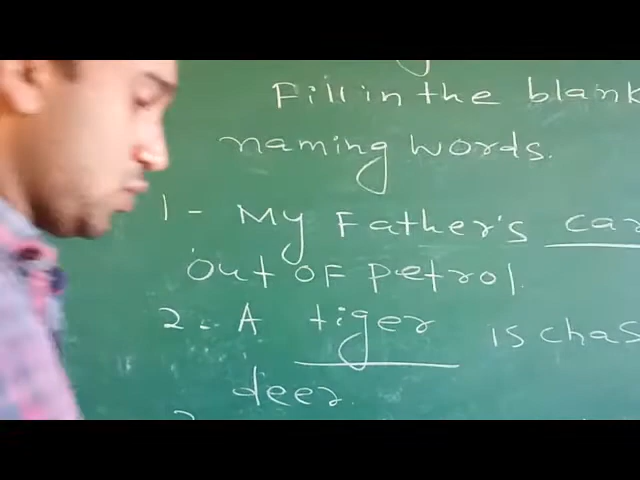 Fill in the blank
naming words.
1- My Father's car
out of petrol.
2- A tiger is chas
deer.